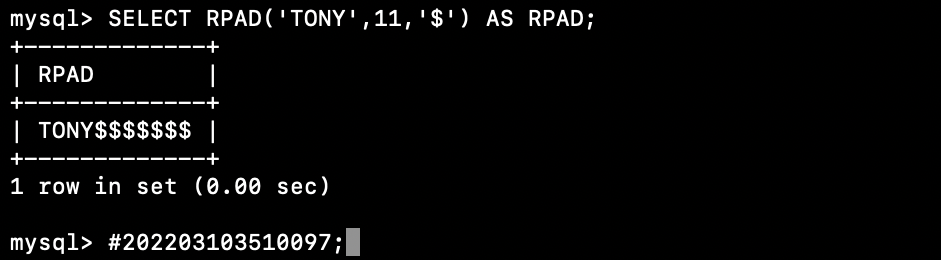 mysql> SELECT RPAD('TONY',11,'$') AS RPAD;
+-------------+
| RPAD        |
+-------------+
| TONY$$$$$$$ |
+-------------+
1 row in set (0.00 sec)
mysql> #202203103510097;